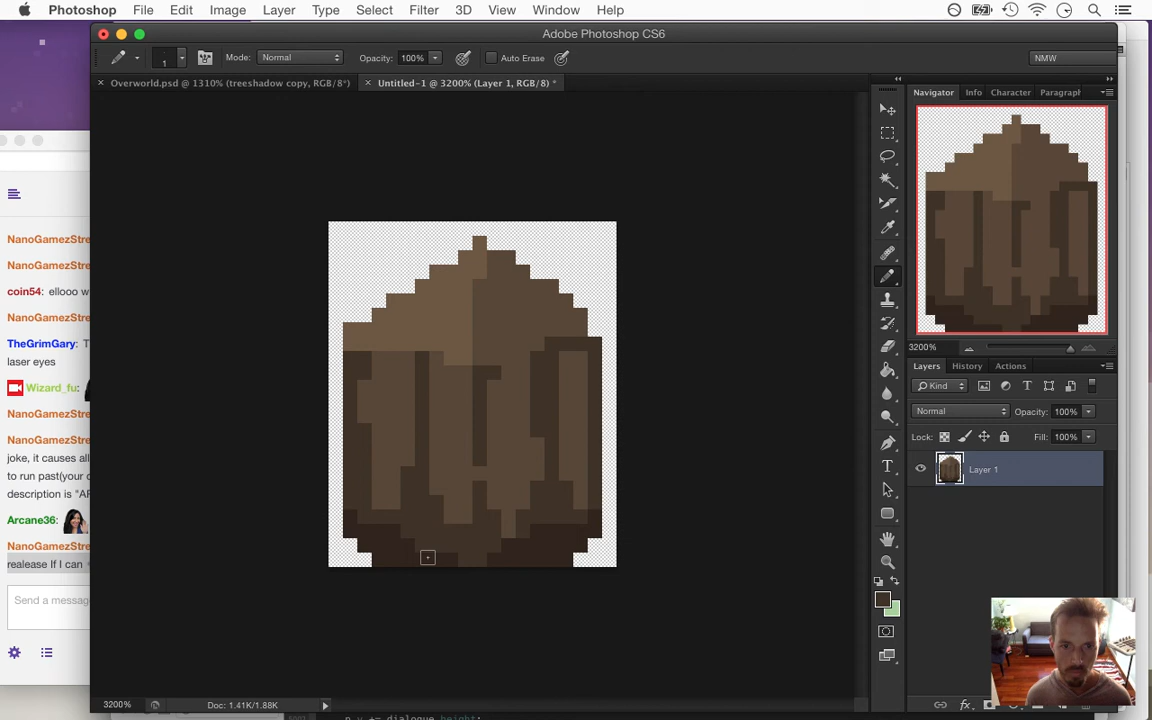 Photoshop File Edit Image Layer Type Select Filter 3D View Window Help
Adobe Photoshop CS6
1 Mode: Normal Opacity: 100% Auto Erase NMW
Overworld.psd @ 1310% (treeshadow copy, RGB/8*) Untitled-1 @ 3200% (Layer 1, RGB/8) *
Navigator Info Character Paragraph
3200%
Layers History Actions
Kind
Normal Opacity: 100%
Lock: Fill: 100%
Layer 1
fx
3200% Doc: 1.41K/1.88K
NanoGamezStre
NanoGamezStre
coin54: ellooo w
NanoGamezStre
TheGrimGary: T
laser eyes
Wizard_fu:
NanoGamezStre
NanoGamezStre
joke, it causes all
to run past(your c
description is "AF
Arcane36:
NanoGamezStre
realease If I can
Send a messag